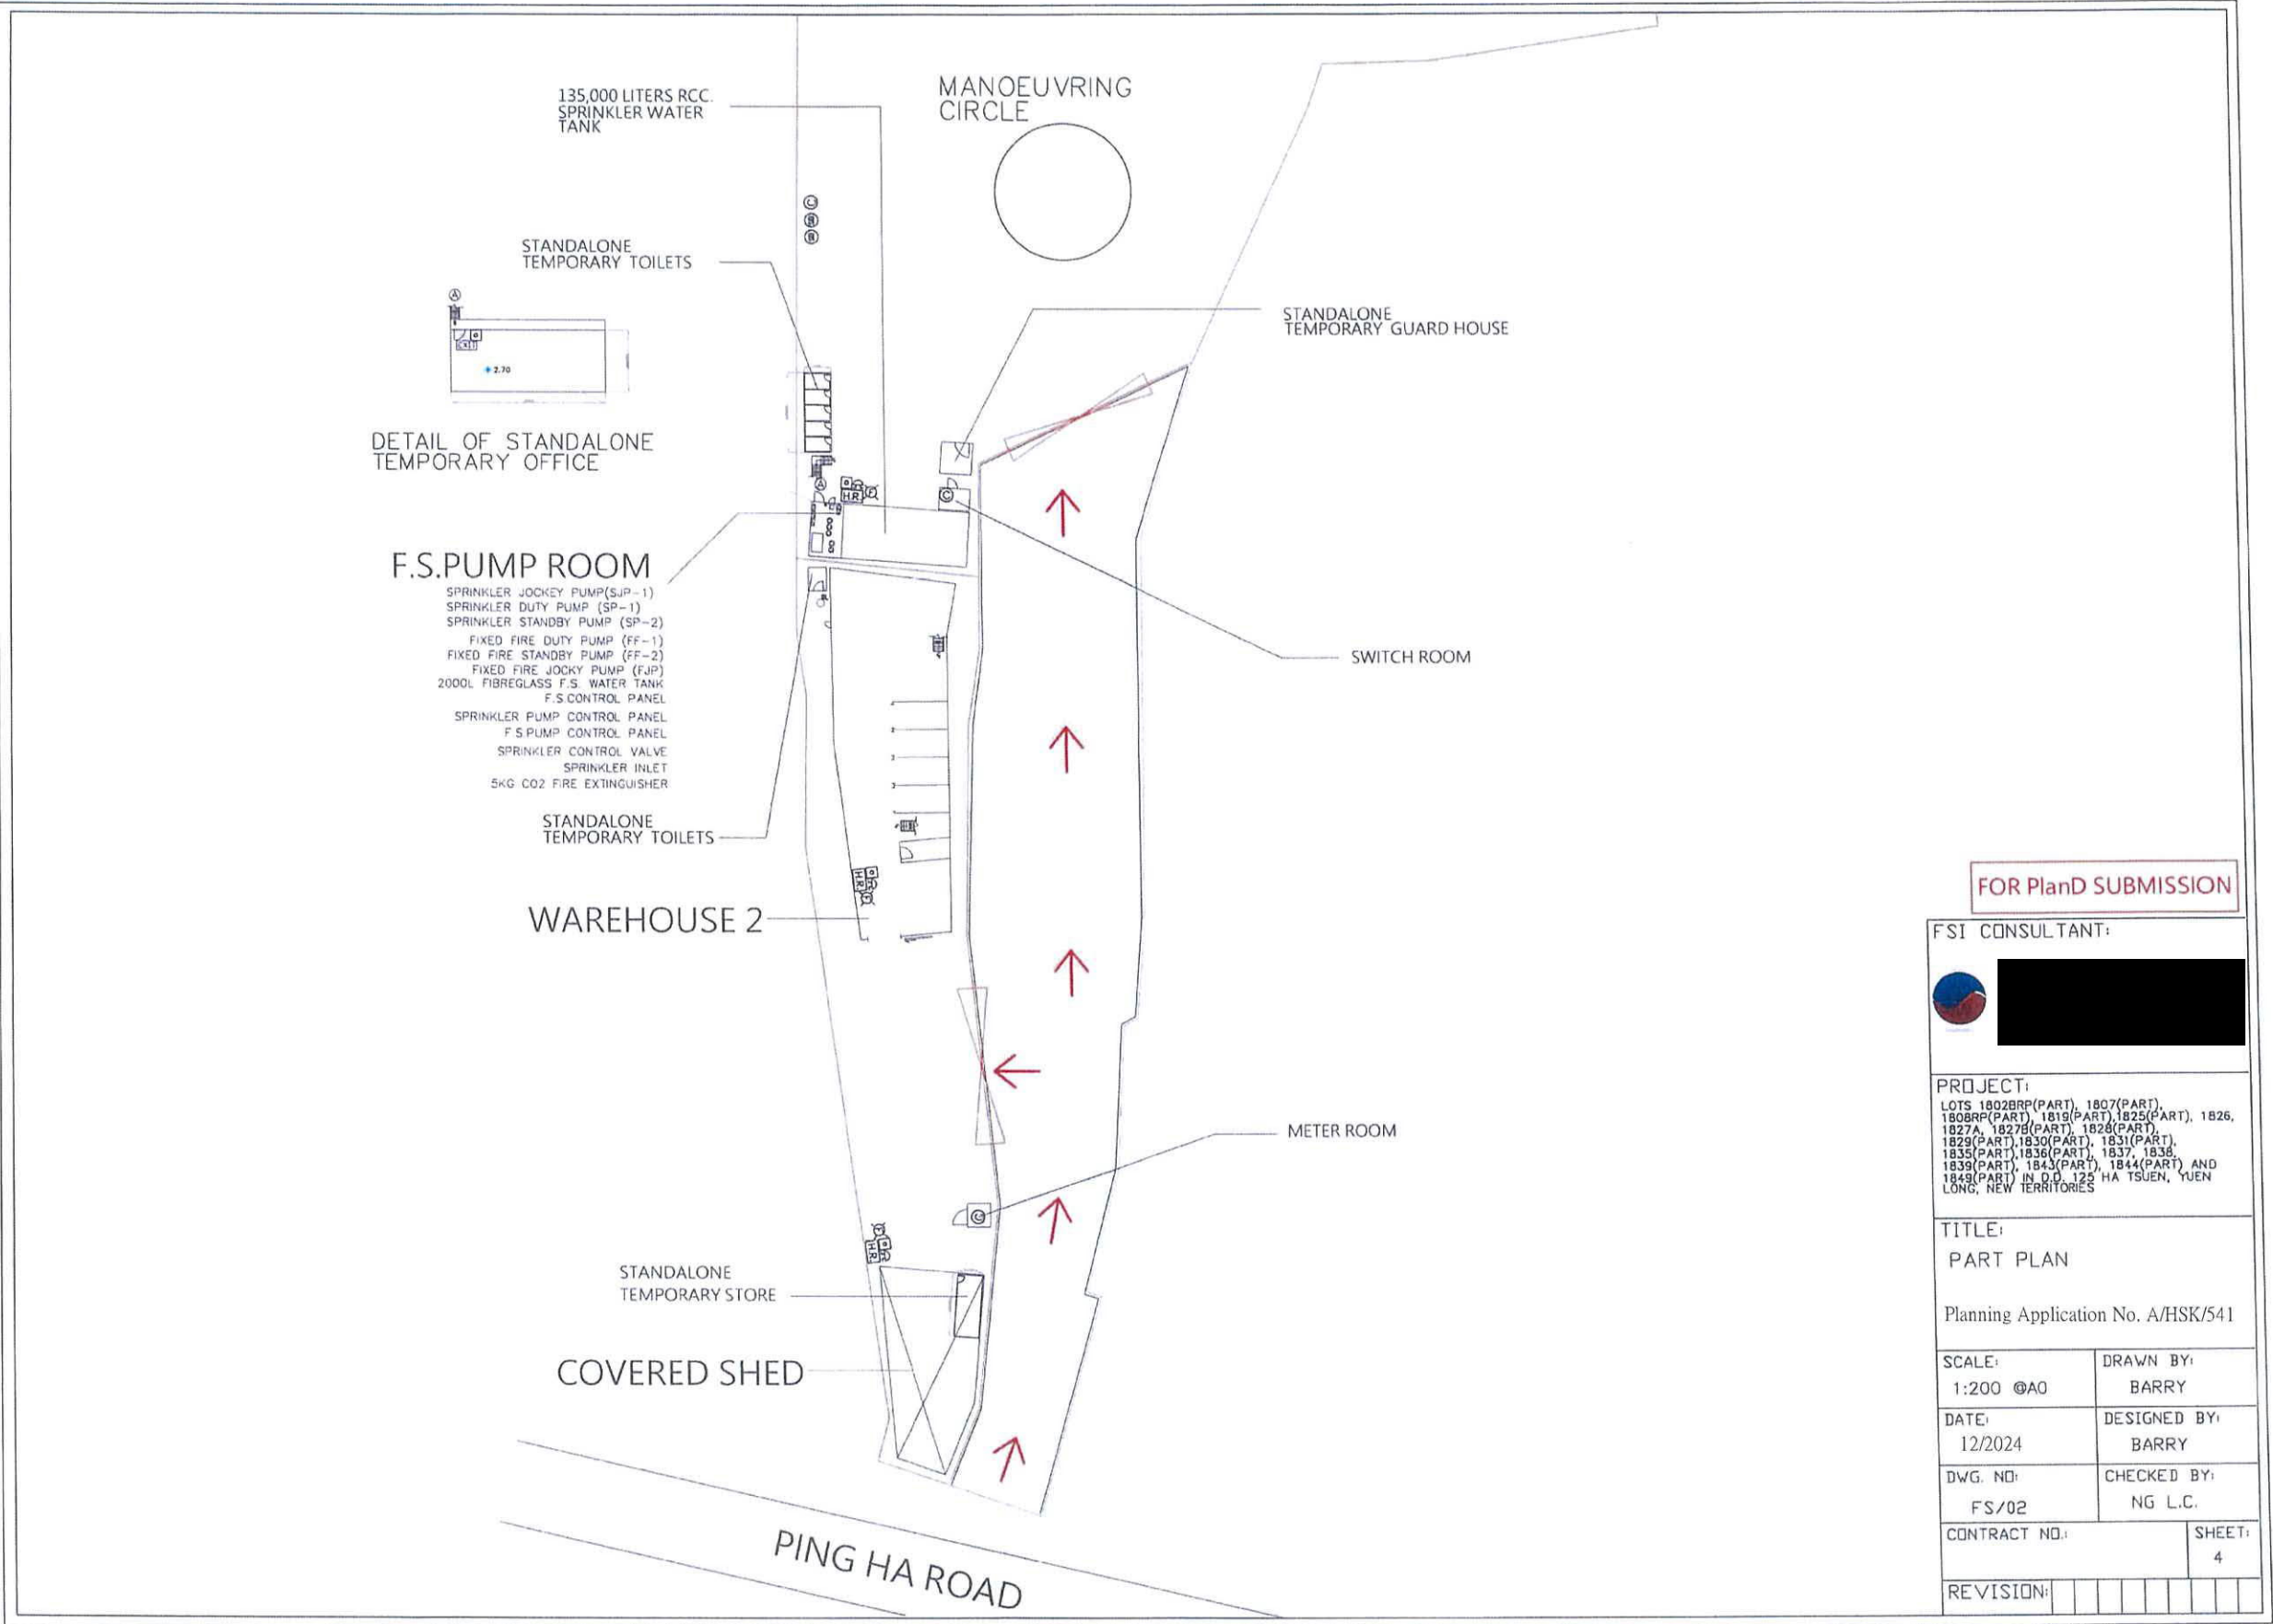 135,000 LITERS RCC.
SPRINKLER WATER
TANK
MANOEUVRING
CIRCLE
C
STANDALONE
TEMPORARY TOILETS
STANDALONE
TEMPORARY GUARD HOUSE
A
EXIT
2.70
DETAIL OF STANDALONE
TEMPORARY OFFICE
A
H.R.
F
C
F.S.PUMP ROOM
SPRINKLER JOCKEY PUMP(SJP-1)
SPRINKLER DUTY PUMP (SP-1)
SPRINKLER STANDBY PUMP (SP-2)
FIXED FIRE DUTY PUMP (FF-1)
FIXED FIRE STANDBY PUMP (FF-2)
FIXED FIRE JOCKY PUMP (FJP)
2000L FIBREGLASS F.S. WATER TANK
F.S.CONTROL PANEL
SPRINKLER PUMP CONTROL PANEL
F.S.PUMP CONTROL PANEL
SPRINKLER CONTROL VALVE
SPRINKLER INLET
5KG CO2 FIRE EXTINGUISHER
SWITCH ROOM
STANDALONE
TEMPORARY TOILETS
H.R.
F
WAREHOUSE 2
METER ROOM
C
F
H.R.
STANDALONE
TEMPORARY STORE
COVERED SHED
PING HA ROAD
FOR PlanD SUBMISSION
FSI CONSULTANT:
PROJECT:
LOTS 1802BRP(PART), 1807(PART),
1808RP(PART), 1819(PART),1825(PART), 1826,
1827A, 1827B(PART), 1828(PART),
1829(PART),1830(PART), 1831(PART),
1835(PART),1836(PART), 1837, 1838,
1839(PART), 1843(PART), 1844(PART) AND
1849(PART) IN D.D. 125 HA TSUEN, YUEN
LONG, NEW TERRITORIES
TITLE:
PART PLAN
Planning Application No. A/HSK/541
SCALE:
1:200 @A0
DRAWN BY:
BARRY
DATE:
12/2024
DESIGNED BY:
BARRY
DWG. NO:
FS/02
CHECKED BY:
NG L.C.
CONTRACT NO.:
SHEET:
4
REVISION: